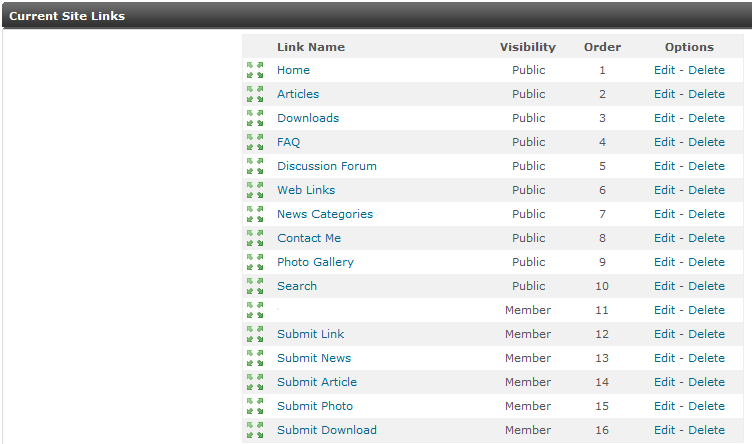 Current Site Links
Link Name Visibility Order Options
Home Public 1 Edit - Delete
Articles Public 2 Edit - Delete
Downloads Public 3 Edit - Delete
FAQ Public 4 Edit - Delete
Discussion Forum Public 5 Edit - Delete
Web Links Public 6 Edit - Delete
News Categories Public 7 Edit - Delete
Contact Me Public 8 Edit - Delete
Photo Gallery Public 9 Edit - Delete
Search Public 10 Edit - Delete
Member 11 Edit - Delete
Submit Link Member 12 Edit - Delete
Submit News Member 13 Edit - Delete
Submit Article Member 14 Edit - Delete
Submit Photo Member 15 Edit - Delete
Submit Download Member 16 Edit - Delete